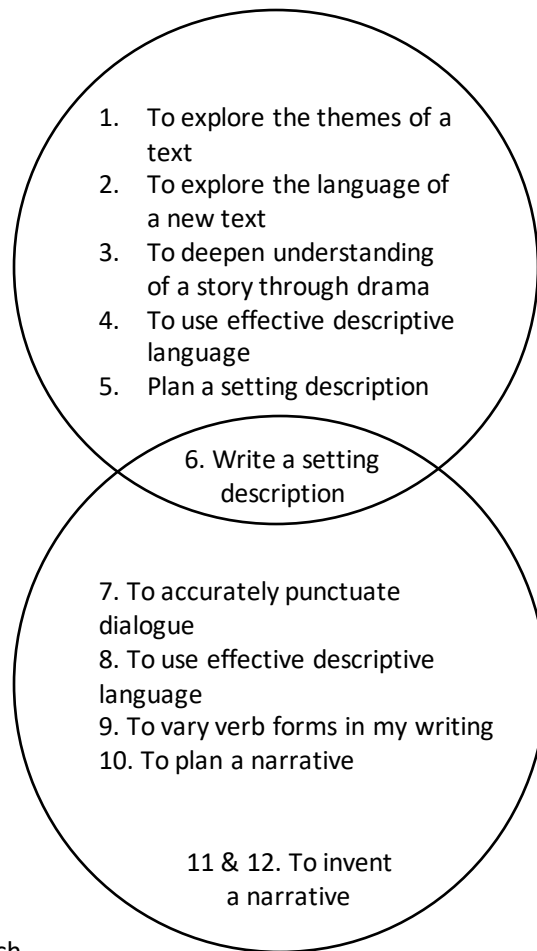 1. To explore the themes of a
text
2. To explore the language of
a new text
3. To deepen understanding
of a story through drama
4. To use effective descriptive
language
5. Plan a setting description
6. Write a setting
description
7. To accurately punctuate
dialogue
8. To use effective descriptive
language
9. To vary verb forms in my writing
10. To plan a narrative
11 & 12. To invent
a narrative